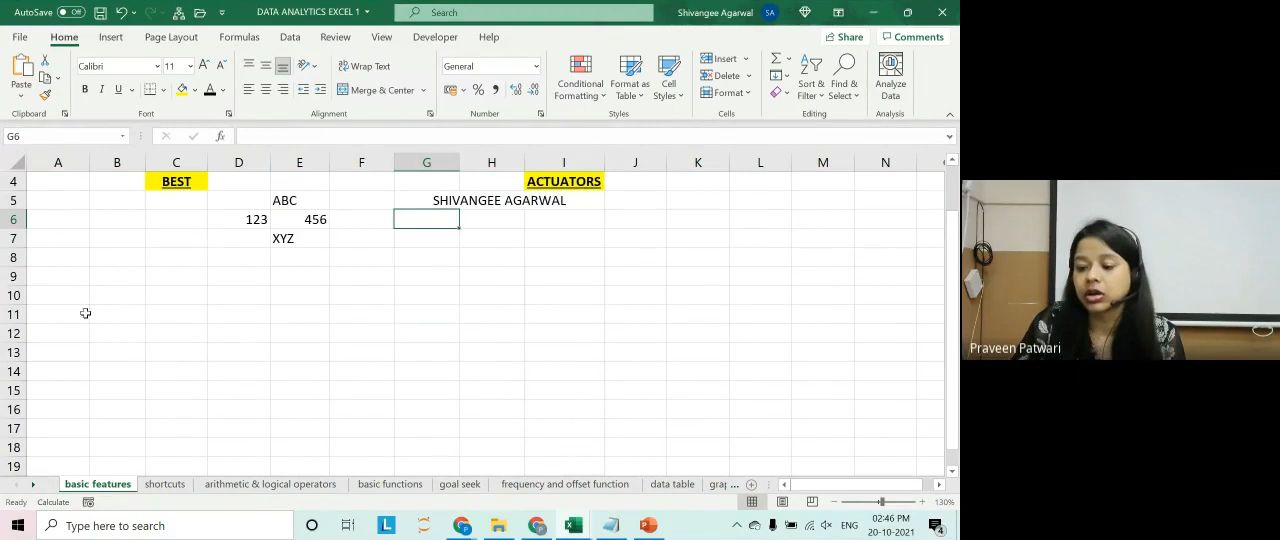 AutoSave Off DATA ANALYTICS EXCEL 1 Search Shivangee Agarwal SA
File Home Insert Page Layout Formulas Data Review View Developer Help Share Comments
Paste Calibri 11 Wrap Text General Conditional Formatting Format as Table Cell Styles Insert Sort & Filter Find & Select Analyze Data
B I U Merge & Center Delete
Format
Clipboard Font Alignment Number Styles Cells Editing Analysis
G6 fx
A B C D E F G H I J K L M N
4 BEST ACTUATORS
5 ABC SHIVANGEE AGARWAL
6 123 456
7 XYZ
8
9
10
11
12
13
14
15
16
17
18
19
Praveen Patwari
basic features shortcuts arithmetic & logical operators basic functions goal seek frequency and offset function data table grap ...
Ready Calculate 130%
Type here to search ENG 02:46 PM
20-10-2021 4